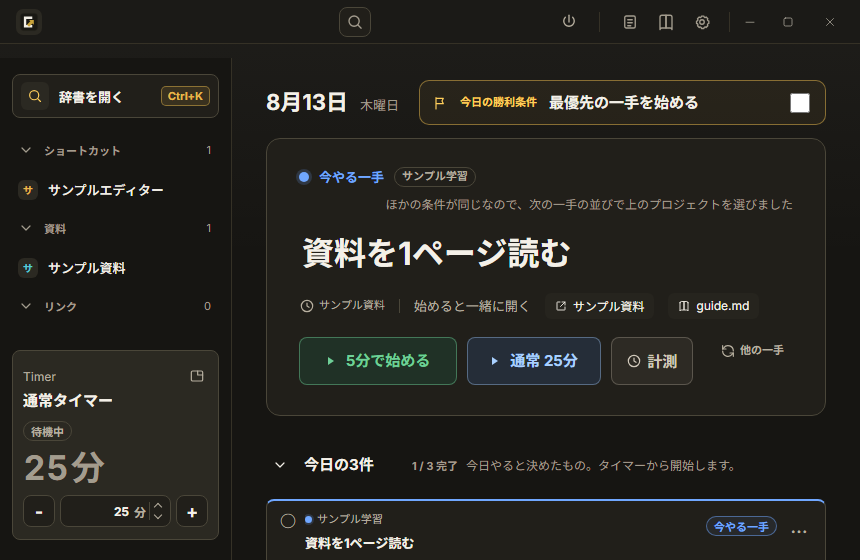 辞書を開く
Ctrl+K
ショートカット 1
サ サンプルエディター
資料 1
サ サンプル資料
リンク 0
Timer
通常タイマー
待機中
25分
- 25 分 +
8月13日 木曜日
今日の勝利条件 最優先の一手を始める
今やる一手 サンプル学習
ほかの条件が同じなので、次の一手の並びで上のプロジェクトを選びました
資料を1ページ読む
サンプル資料 始めると一緒に開く サンプル資料 guide.md
5分で始める 通常 25分 計測 他の一手
今日の3件 1 / 3 完了 今日やると決めたもの。タイマーから開始します。
サンプル学習
資料を1ページ読む
今やる一手 ...